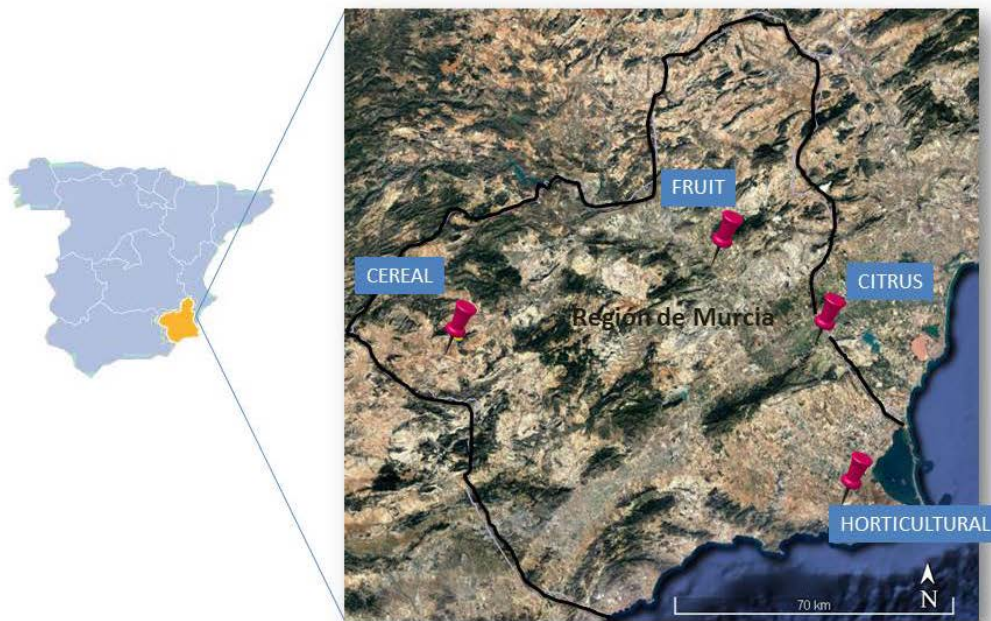 FRUIT
CEREAL
CITRUS
Región de Murcia
HORTICULTURAL
N
70 km